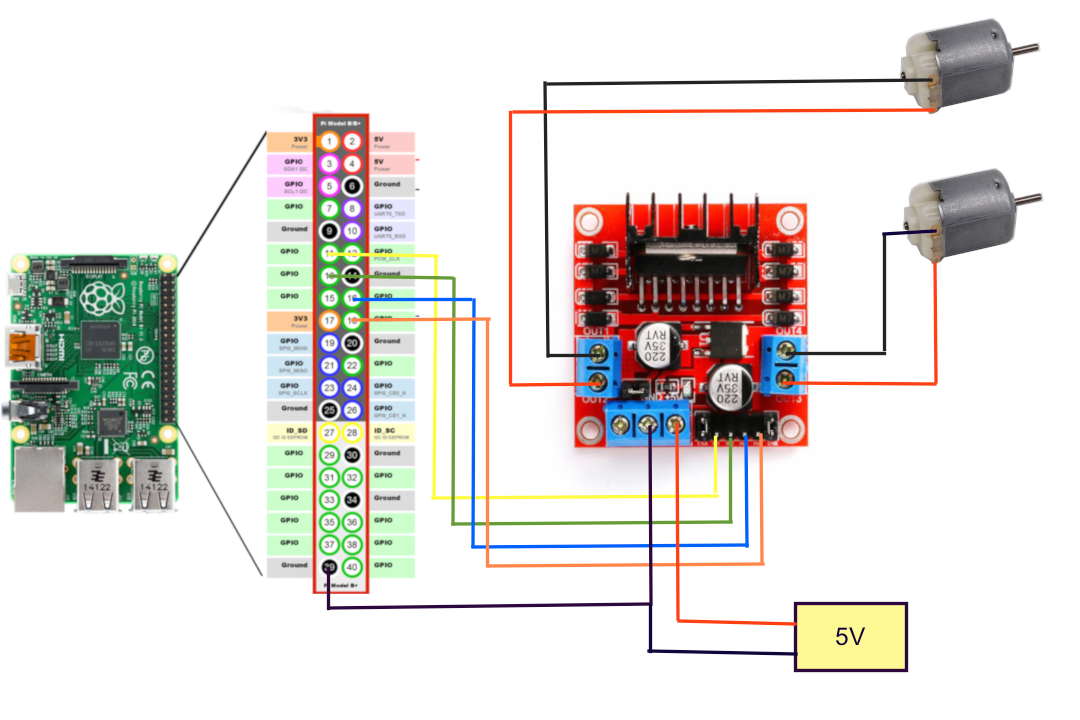 Pi Model B/B+
3V3
Power
1
2
5V
Power
GPIO
SDA1 I2C
3
4
5V
Power
GPIO
SCL1 I2C
5
6
Ground
GPIO
7
8
GPIO
UART0_TXD
Ground
9
10
GPIO
UART0_RXD
GPIO
11
12
GPIO
PCM_CLK
GPIO
13
Ground
GPIO
15
16
GPIO
3V3
Power
17
18
GPIO
GPIO
SPI0_MOSI
19
20
Ground
GPIO
SPI0_MISO
21
22
GPIO
GPIO
SPI0_SCLK
23
24
GPIO
SPI0_CE0_N
Ground
25
26
GPIO
SPI0_CE1_N
ID_SD
I2C ID EEPROM
27
28
ID_SC
I2C ID EEPROM
GPIO
29
30
Ground
GPIO
31
32
GPIO
GPIO
33
34
Ground
GPIO
35
36
GPIO
GPIO
37
38
GPIO
Ground
39
40
GPIO
Pi Model B+
HDMI
FCC CE
14122
14122
OUT1
OUT2
OUT4
OUT3
220
35V
RVT
220
35V
RVT
+5V
5V